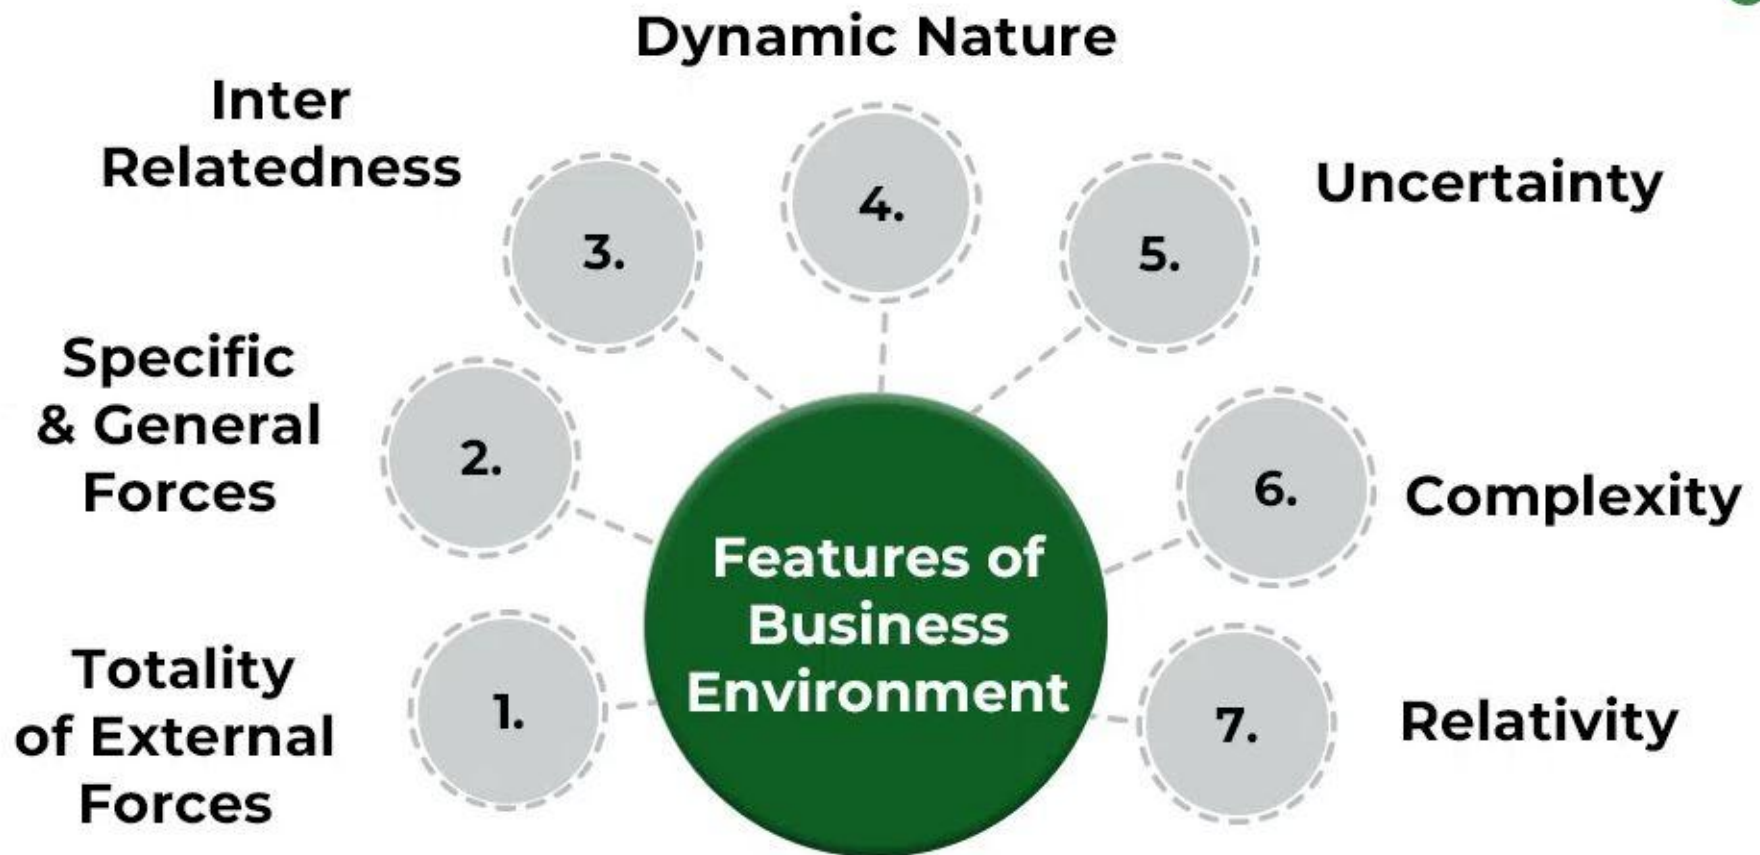 Dynamic Nature
Inter
Relatedness
Uncertainty
3.
4.
5.
Specific
& General
Forces
2.
6.
Complexity
Features of
Business
Environment
Totality
of External
Forces
1.
7.
Relativity